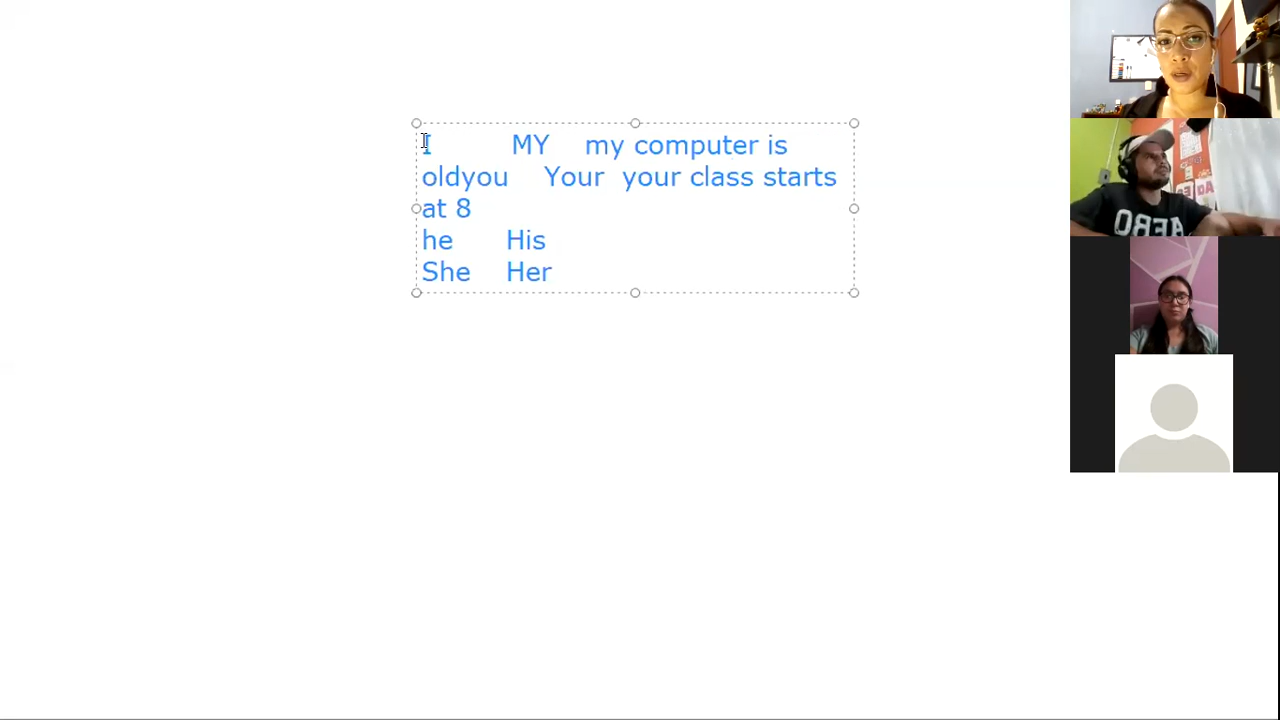 I MY my computer is
oldyou Your your class starts
at 8
he His
She Her